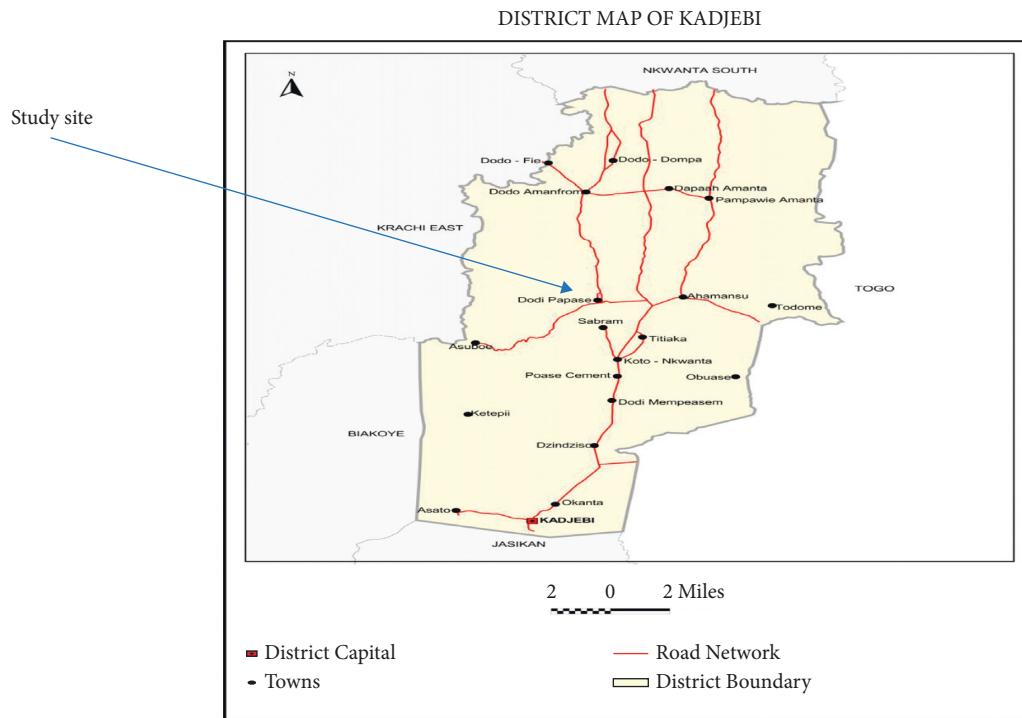 DISTRICT MAP OF KADJEBI
N
NKWANTA SOUTH
Study site
Dodo - Fie
Dodo - Dompa
Dodo Amanfrom
Dapaah Amanta
Pampawie Amanta
KRACHI EAST
TOGO
Dodi Papase
Ahamansu
Todome
Sabram
Titiaka
Asuboe
Koto - Nkwanta
Poase Cement
Obuase
Dodi Mempeasem
Ketepii
BIAKOYE
Dzindziso
Okanta
Asato
KADJEBI
JASIKAN
2 0 2 Miles
District Capital
Road Network
Towns
District Boundary